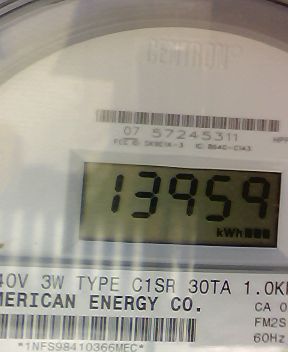 07 57245311
13959
kWh
40V 3W TYPE C1SR 30TA 1.0K
MERICAN ENERGY CO.
CA 0
FM2S
60Hz
*1NFS98410366MEC*